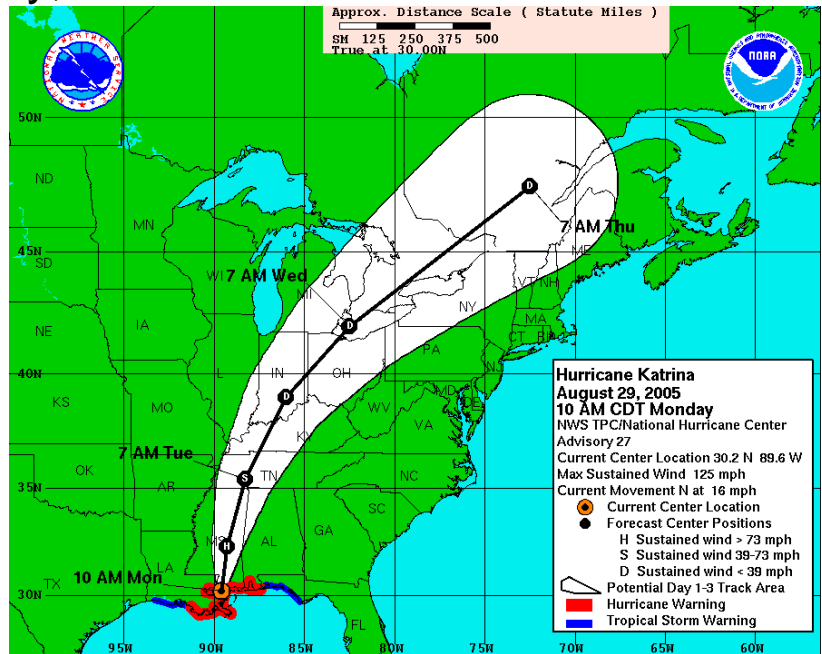 Approx. Distance Scale ( Statute Miles )
SM 125 250 375 500
True at 30.00N
NATIONAL WEATHER SERVICE
NOAA
50N
45N
40N
35N
30N
95W
90W
85W
80W
75W
70W
65W
60W
ND
MN
SD
WI
MI
NE
IA
KS
MO
OK
AR
TX
LA
IN
OH
KY
TN
AL
GA
FL
SC
NC
VA
WV
MD
DE
NJ
PA
NY
CT
MA
VT
NH
ME
7 AM Thu
7 AM Wed
7 AM Tue
10 AM Mon
D
D
D
S
H
Hurricane Katrina
August 29, 2005
10 AM CDT Monday
NWS TPC/National Hurricane Center
Advisory 27
Current Center Location 30.2 N 89.6 W
Max Sustained Wind 125 mph
Current Movement N at 16 mph
Current Center Location
Forecast Center Positions
H Sustained wind > 73 mph
S Sustained wind 39-73 mph
D Sustained wind < 39 mph
Potential Day 1-3 Track Area
Hurricane Warning
Tropical Storm Warning